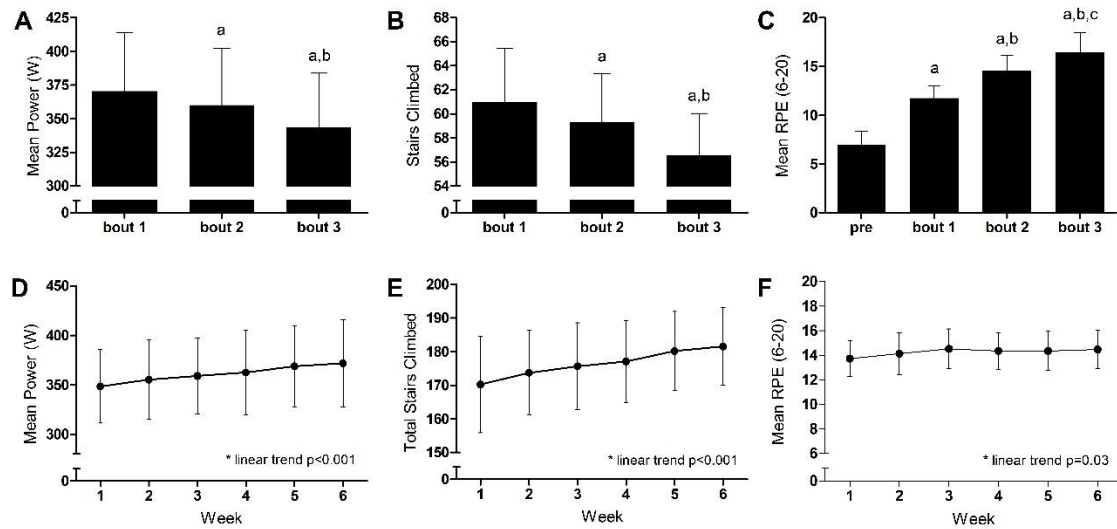 A
Mean Power (W)
425
400
375
350
325
300
0
a
a,b
bout 1 bout 2 bout 3
B
Stairs Climbed
68
66
64
62
60
58
56
54
0
a
a,b
bout 1 bout 2 bout 3
C
Mean RPE (6-20)
20
15
10
5
0
a
a,b
a,b,c
pre bout 1 bout 2 bout 3
D
Mean Power (W)
450
400
350
300
0
* linear trend p<0.001
1 2 3 4 5 6
Week
E
Total Stairs Climbed
200
190
180
170
160
150
0
* linear trend p<0.001
1 2 3 4 5 6
Week
F
Mean RPE (6-20)
20
18
16
14
12
10
8
6
0
* linear trend p=0.03
1 2 3 4 5 6
Week